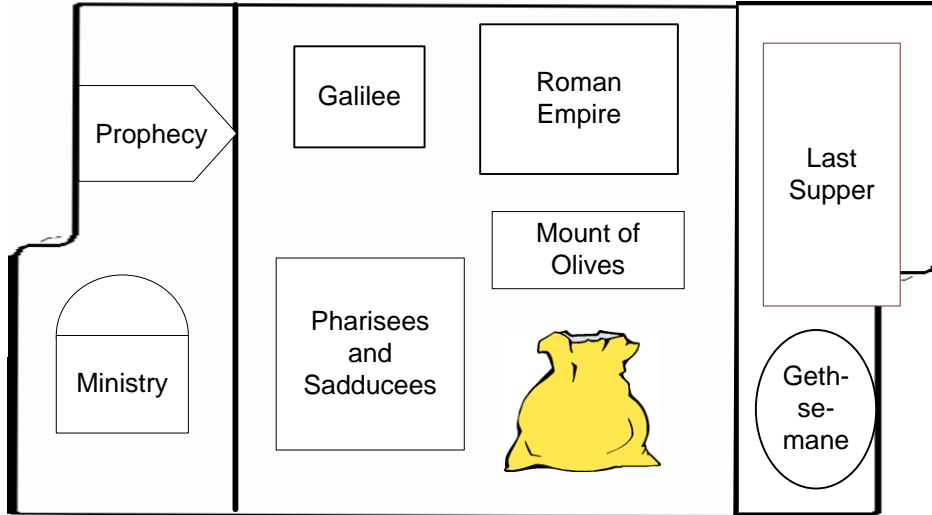 Prophecy
Ministry
Galilee
Roman
Empire
Mount of
Olives
Pharisees
and
Sadducees
Last
Supper
Geth-
se-
mane